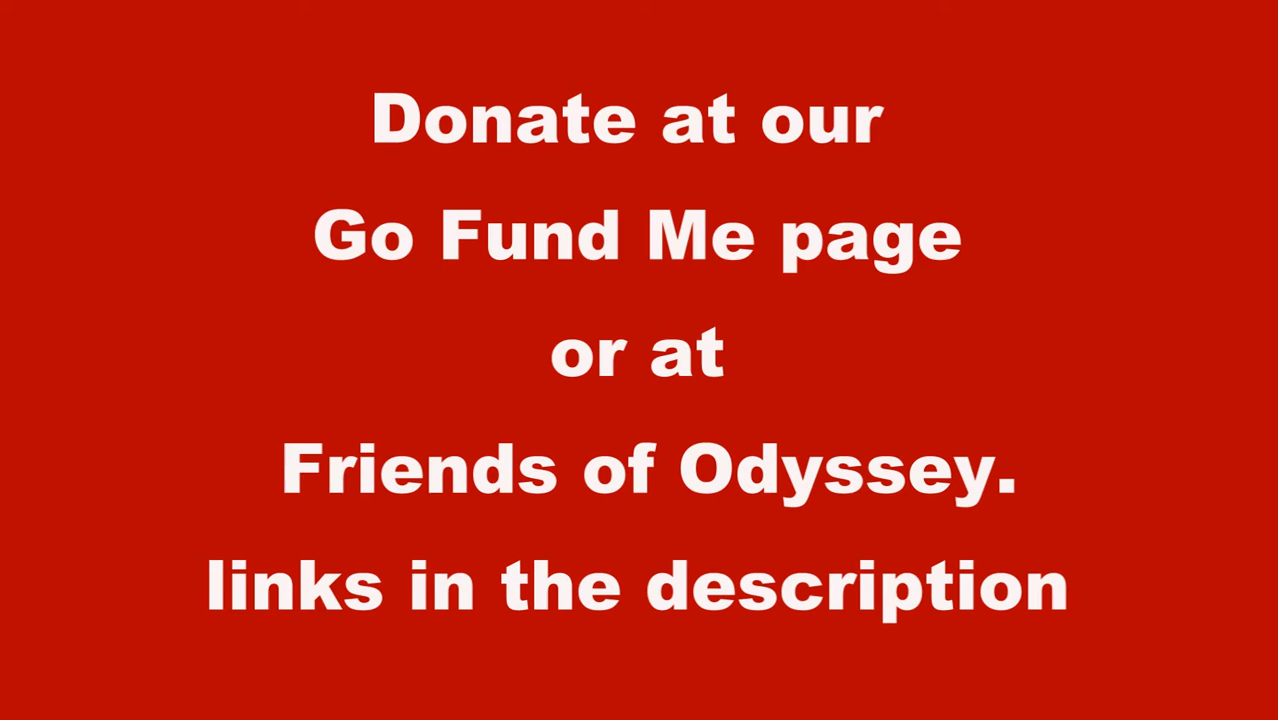 Donate at our
Go Fund Me page
or at
Friends of Odyssey.
links in the description